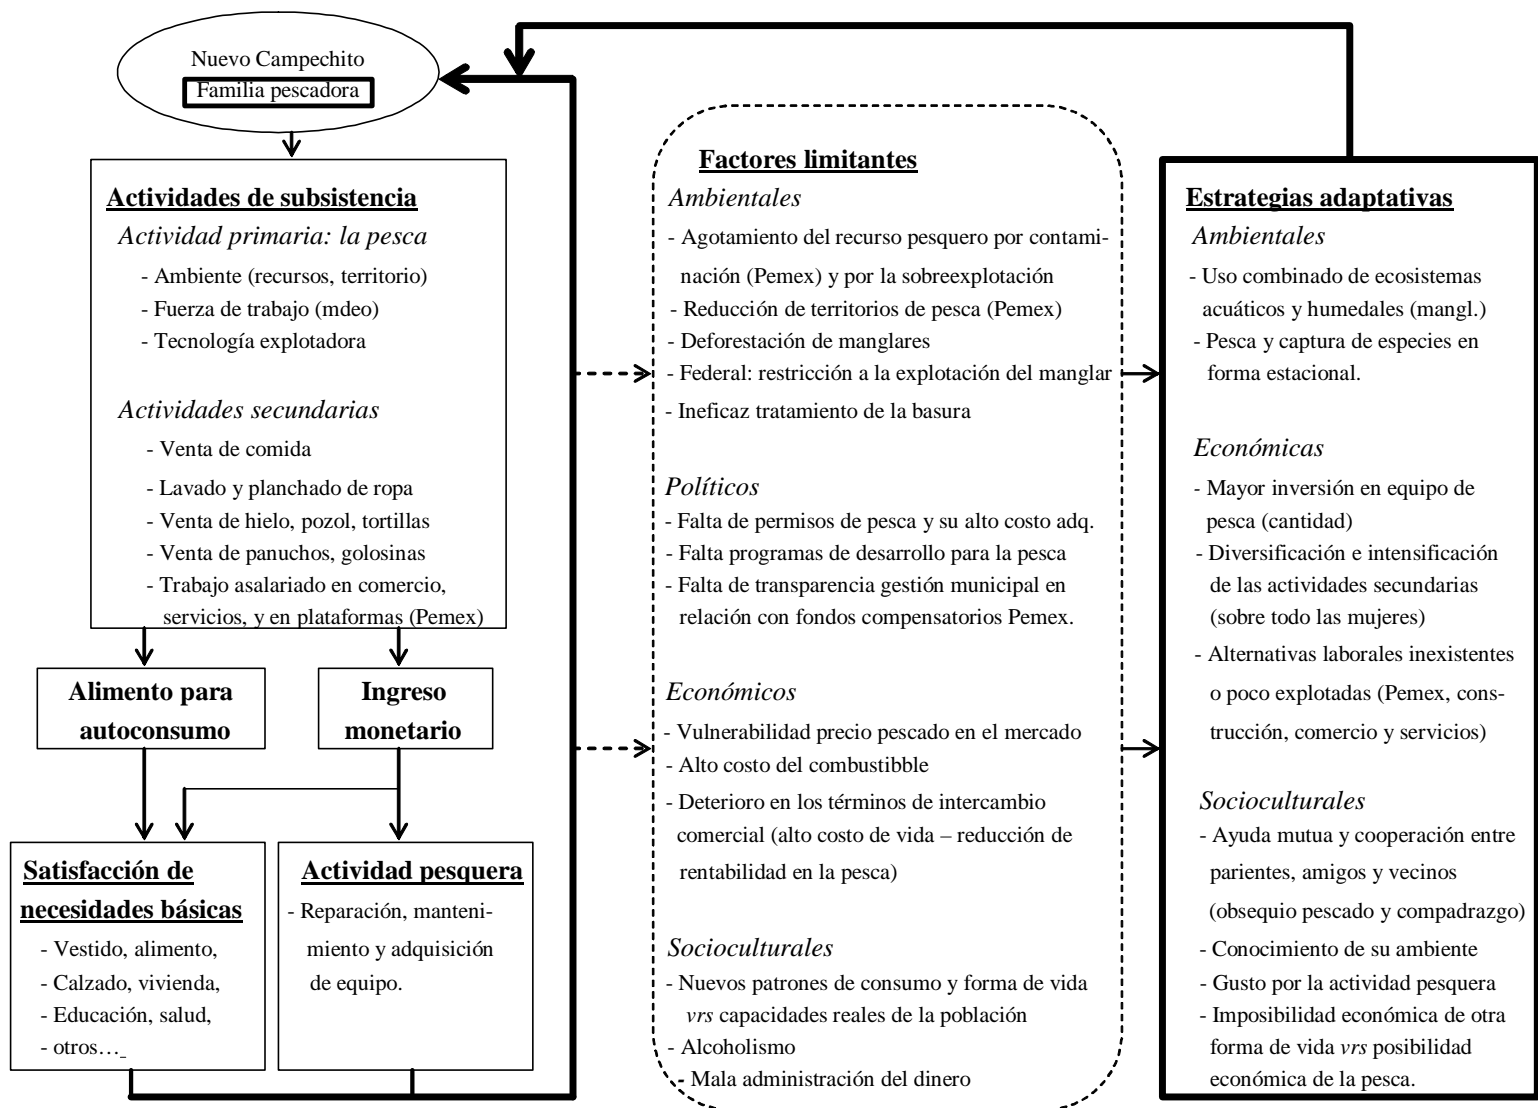 Nuevo Campechito
Familia pescadora
Actividades de subsistencia
Actividad primaria: la pesca
- Ambiente (recursos, territorio)
- Fuerza de trabajo (mdeo)
- Tecnología explotadora
Actividades secundarias
- Venta de comida
- Lavado y planchado de ropa
- Venta de hielo, pozol, tortillas
- Venta de panuchos, golosinas
- Trabajo asalariado en comercio,
servicios, y en plataformas (Pemex)
Alimento para
autoconsumo
Ingreso
monetario
Satisfacción de
necesidades básicas
- Vestido, alimento,
- Calzado, vivienda,
- Educación, salud,
- otros…
Actividad pesquera
- Reparación, manteni-
miento y adquisición
de equipo.
Factores limitantes
Ambientales
- Agotamiento del recurso pesquero por contami-
nación (Pemex) y por la sobreexplotación
- Reducción de territorios de pesca (Pemex)
- Deforestación de manglares
- Federal: restricción a la explotación del manglar
- Ineficaz tratamiento de la basura
Políticos
- Falta de permisos de pesca y su alto costo adq.
- Falta programas de desarrollo para la pesca
- Falta de transparencia gestión municipal en
relación con fondos compensatorios Pemex.
Económicos
- Vulnerabilidad precio pescado en el mercado
- Alto costo del combustibble
- Deterioro en los términos de intercambio
comercial (alto costo de vida – reducción de
rentabilidad en la pesca)
Socioculturales
- Nuevos patrones de consumo y forma de vida
vrs capacidades reales de la población
- Alcoholismo
- Mala administración del dinero
Estrategias adaptativas
Ambientales
- Uso combinado de ecosistemas
acuáticos y humedales (mangl.)
- Pesca y captura de especies en
forma estacional.
Económicas
- Mayor inversión en equipo de
pesca (cantidad)
- Diversificación e intensificación
de las actividades secundarias
(sobre todo las mujeres)
- Alternativas laborales inexistentes
o poco explotadas (Pemex, cons-
trucción, comercio y servicios)
Socioculturales
- Ayuda mutua y cooperación entre
parientes, amigos y vecinos
(obsequio pescado y compadrazgo)
- Conocimiento de su ambiente
- Gusto por la actividad pesquera
- Imposibilidad económica de otra
forma de vida vrs posibilidad
económica de la pesca.